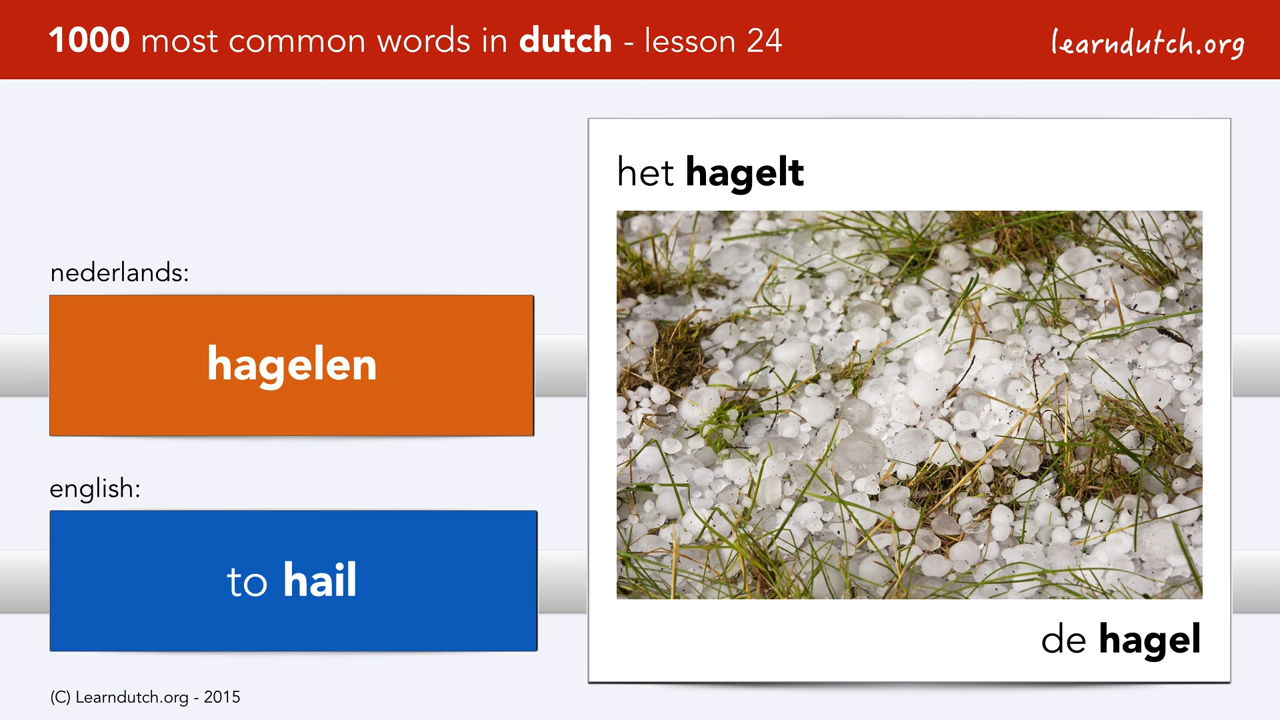 1000 most common words in dutch - lesson 24
learndutch.org
het hagelt
nederlands:
hagelen
english:
to hail
de hagel
(C) Learndutch.org - 2015